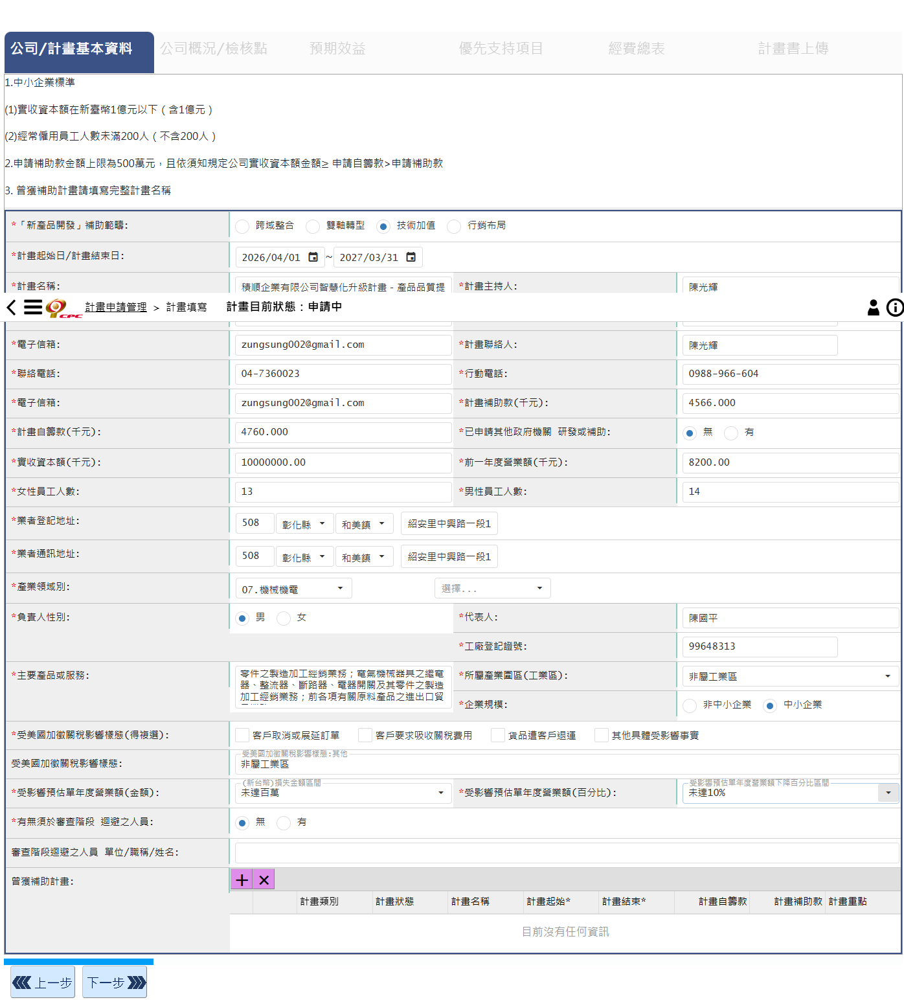 公司/計畫基本資料 公司概況/檢核點 預期效益 優先支持項目 經費總表 計畫書上傳
1.中小企業標準
(1)實收資本額在新臺幣1億元以下(含1億元)
(2)經常僱用員工人數未滿200人(不含200人)
2.申請補助款金額上限為500萬元,且依須知規定公司實收資本額金額≥ 申請自籌款>申請補助款
3. 曾獲補助計畫請填寫完整計畫名稱
*「新產品開發」補助範疇: 跨域整合 雙軸轉型 技術加值 行銷布局
*計畫起始日/計畫結束日: 2026/04/01 ~ 2027/03/31
*計畫名稱: 積順企業有限公司智慧化升級計畫-產品品質提 *計畫主持人: 陳光輝
計畫申請管理 > 計畫填寫 計畫目前狀態:申請中
*電子信箱: zungsung002@gmail.com *計畫聯絡人: 陳光輝
*聯絡電話: 04-7360023 *行動電話: 0988-966-604
*電子信箱: zungsung002@gmail.com *計畫補助款(千元): 4566.000
*計畫自籌款(千元): 4760.000 *已申請其他政府機關 研發或補助: 無 有
*實收資本額(千元): 10000000.00 *前一年度營業額(千元): 8200.00
*女性員工人數: 13 *男性員工人數: 14
*業者登記地址: 508 彰化縣 和美鎮 紹安里中興路一段1
*業者通訊地址: 508 彰化縣 和美鎮 紹安里中興路一段1
*產業領域別: 07.機械機電 選擇...
*負責人性別: 男 女 *代表人: 陳國平
*工廠登記證號: 99648313
*主要產品或服務: 零件之製造加工經銷業務;電氣機械器具之繼電
器、整流器、斷路器、電器開關及其零件之製造
加工經銷業務;前各項有關原料產品之進出口貿
*所屬產業園區(工業區): 非屬工業區
*企業規模: 非中小企業 中小企業
*受美國加徵關稅影響樣態(得複選): 客戶取消或展延訂單 客戶要求吸收關稅費用 貨品遭客戶退運 其他具體受影響事實
受美國加徵關稅影響樣態: 受美國加徵關稅影響樣態:其他
非屬工業區
*受影響預估單年度營業額(金額): (新台幣)損失金額區間 未達百萬 *受影響預估單年度營業額(百分比): 受影響預估單年度營業額下降百分比區間 未達10%
*有無須於審查階段 迴避之人員: 無 有
審查階段迴避之人員 單位/職稱/姓名:
曾獲補助計畫:
計畫類別 計畫狀態 計畫名稱 計畫起始* 計畫結束* 計畫自籌款 計畫補助款 計畫重點
目前沒有任何資訊
上一步 下一步